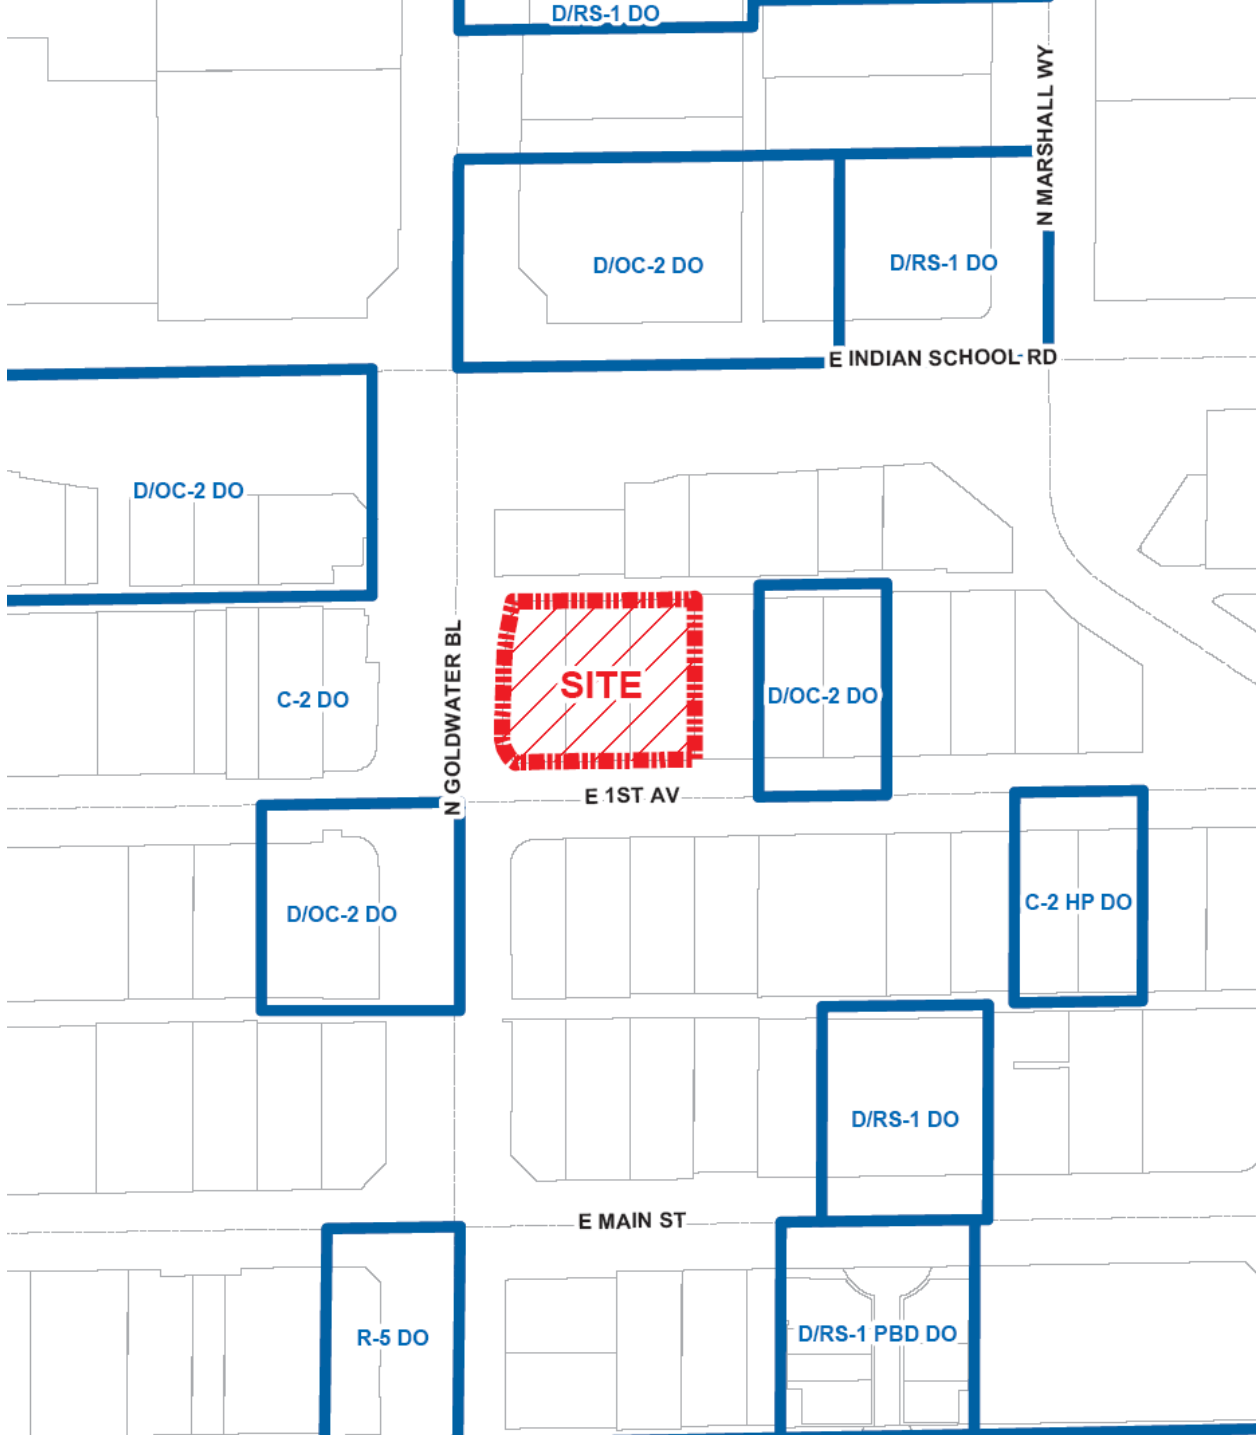 D/RS-1 DO
N MARSHALL WY
D/OC-2 DO
D/RS-1 DO
E INDIAN SCHOOL RD
D/OC-2 DO
N GOLDWATER BL
SITE
C-2 DO
D/OC-2 DO
E 1ST AV
D/OC-2 DO
C-2 HP DO
D/RS-1 DO
E MAIN ST
R-5 DO
D/RS-1 PBD DO